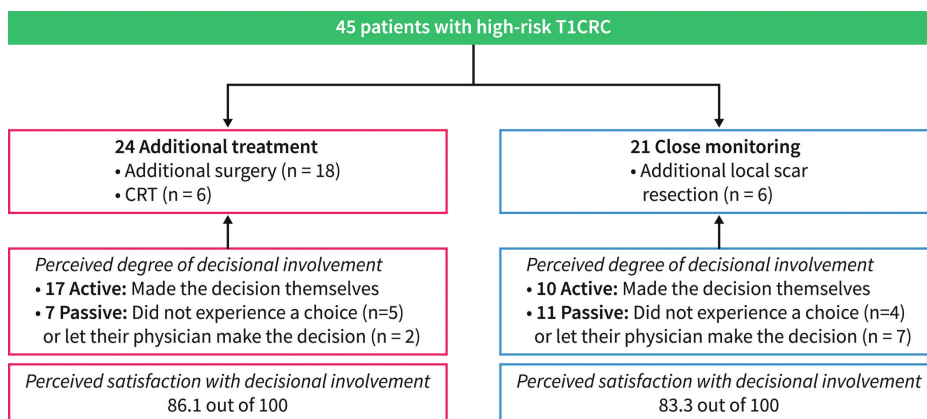 45 patients with high-risk T1CRC
24 Additional treatment
• Additional surgery (n = 18)
• CRT (n = 6)
21 Close monitoring
• Additional local scar
resection (n = 6)
Perceived degree of decisional involvement
• 17 Active: Made the decision themselves
• 7 Passive: Did not experience a choice (n=5)
or let their physician make the decision (n = 2)
Perceived degree of decisional involvement
• 10 Active: Made the decision themselves
• 11 Passive: Did not experience a choice (n=4)
or let their physician make the decision (n = 7)
Perceived satisfaction with decisional involvement
86.1 out of 100
Perceived satisfaction with decisional involvement
83.3 out of 100